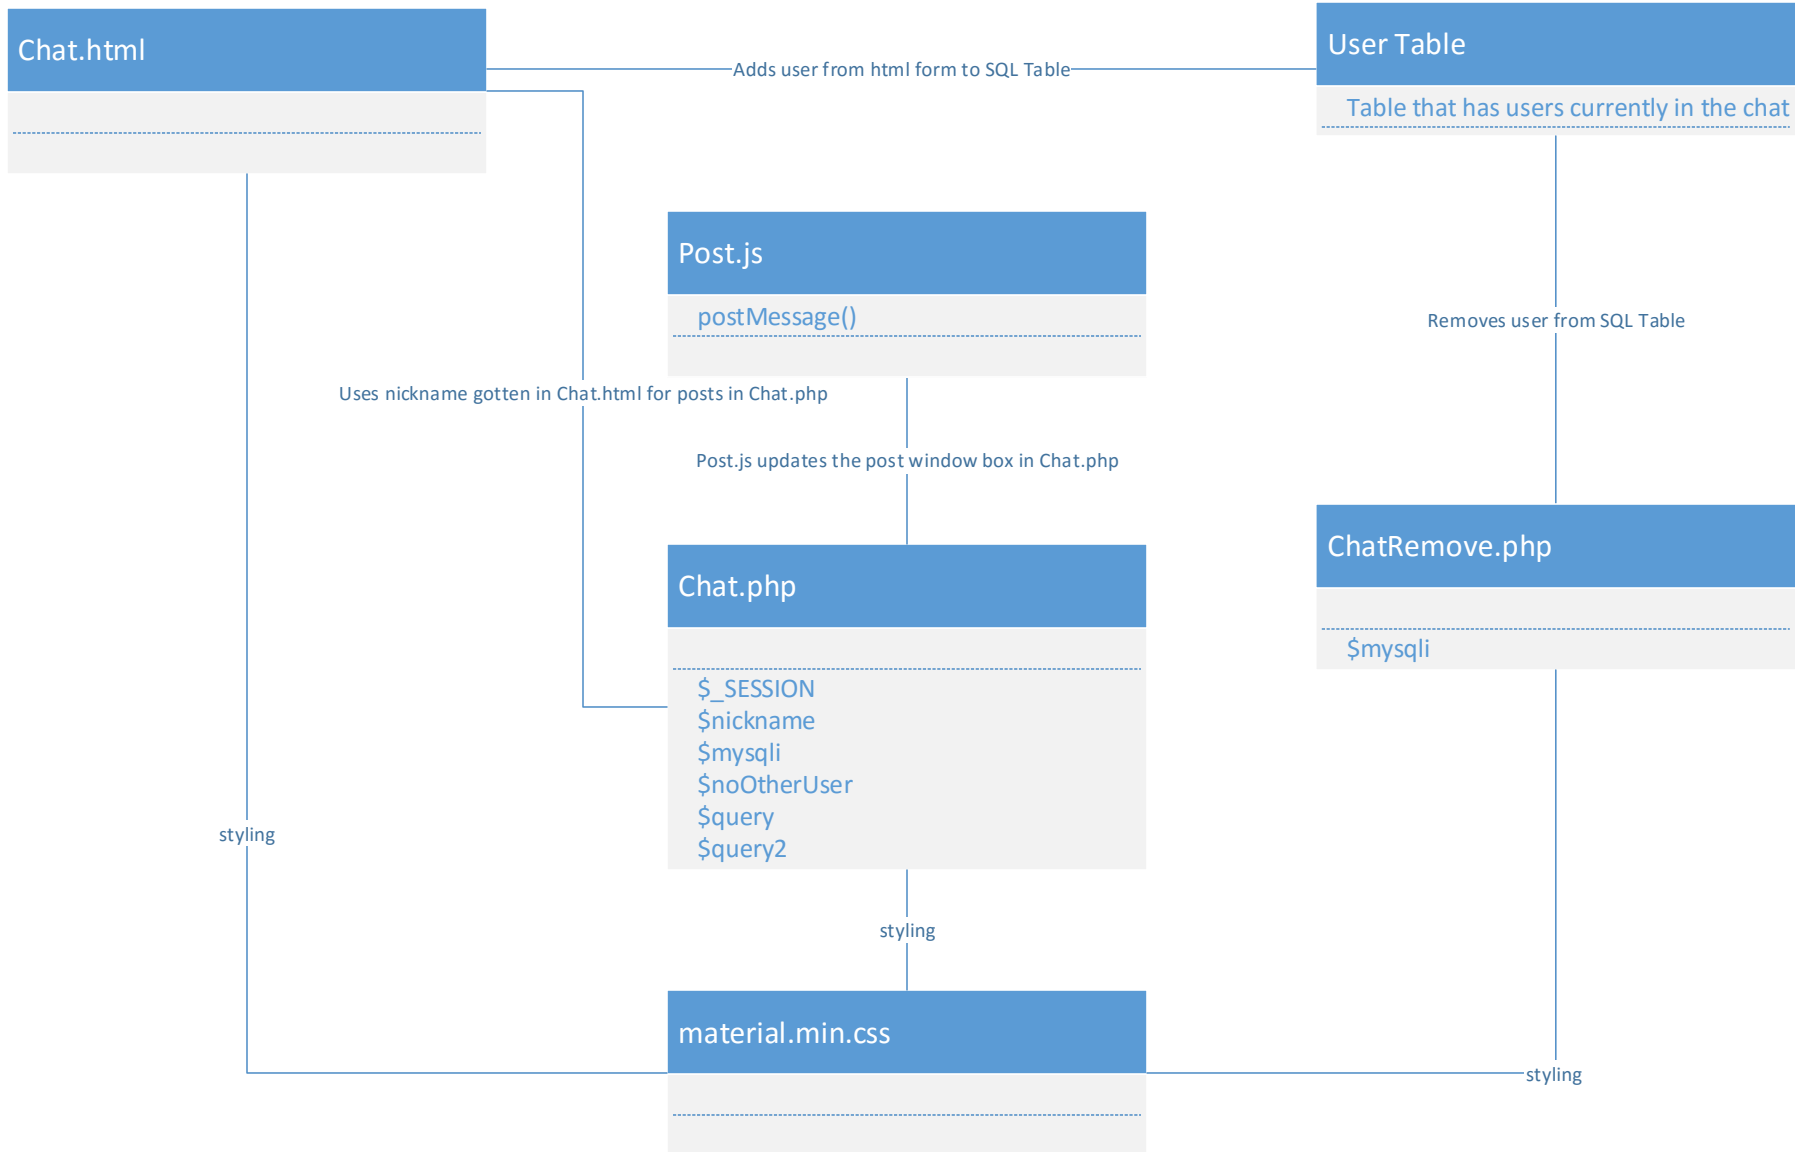 Chat.html
User Table
Adds user from html form to SQL Table
Table that has users currently in the chat
Post.js
postMessage()
Removes user from SQL Table
Uses nickname gotten in Chat.html for posts in Chat.php
Post.js updates the post window box in Chat.php
ChatRemove.php
Chat.php
$mysqli
$_SESSION
$nickname
$mysqli
$noOtherUser
$query
$query2
styling
styling
material.min.css
styling